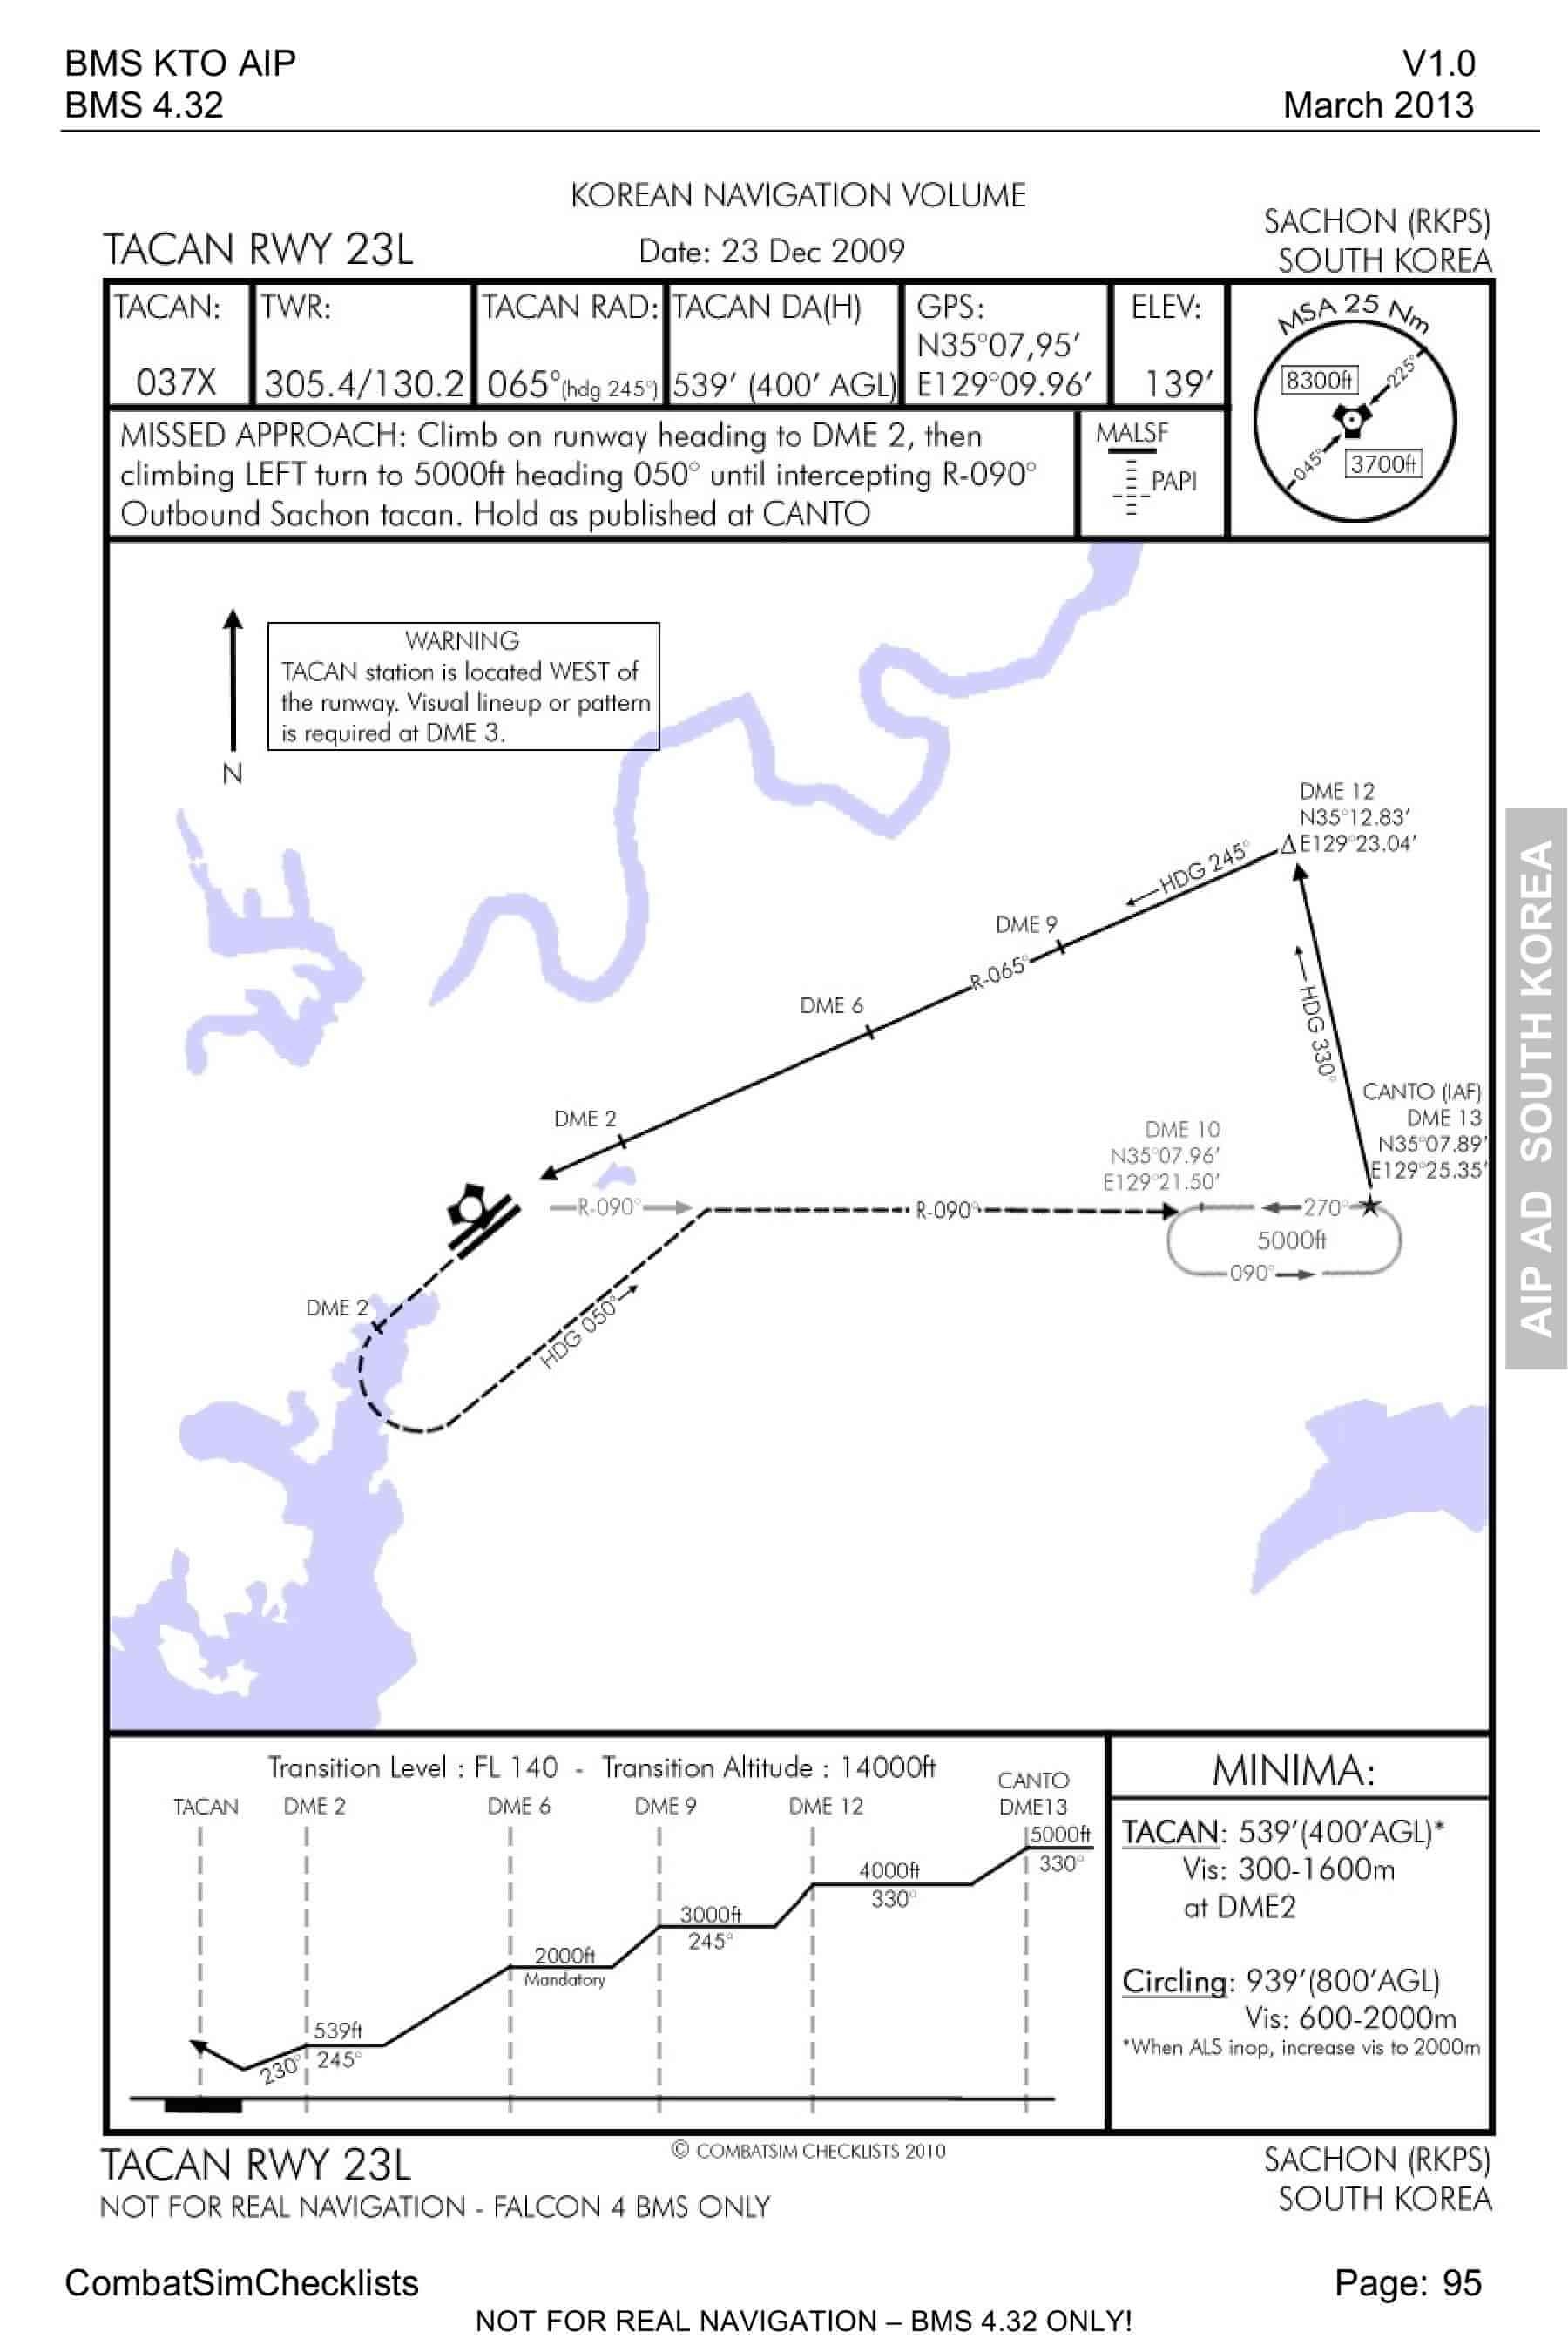 BMS KTO AIP
V1.0
BMS 4.32
March 2013
KOREAN NAVIGATION VOLUME
TACAN RWY 23L
Date: 23 Dec 2009
SACHON (RKPS)
SOUTH KOREA
TACAN:
037X
TWR:
305.4/130.2
TACAN RAD:
065°(hdg 245°)
TACAN DA(H)
539' (400' AGL)
GPS:
N35°07,95'
E129°09.96'
ELEV:
139'
MSA 25 Nm
8300ft
225°
045°
3700ft
MISSED APPROACH: Climb on runway heading to DME 2, then
climbing LEFT turn to 5000ft heading 050° until intercepting R-090°
Outbound Sachon tacan. Hold as published at CANTO
MALSF
PAPI
WARNING
TACAN station is located WEST of
the runway. Visual lineup or pattern
is required at DME 3.
N
DME 12
N35°12.83'
E129°23.04'
HDG 245°
DME 9
R-065°
DME 6
HDG 330°
CANTO (IAF)
DME 13
N35°07.89'
E129°25.35'
DME 2
DME 10
N35°07.96'
E129°21.50'
R-090°
R-090°
270°
5000ft
090°
DME 2
HDG 050°
AIP AD SOUTH KOREA
Transition Level : FL 140 - Transition Altitude : 14000ft
TACAN
DME 2
DME 6
DME 9
DME 12
CANTO
DME13
5000ft
330°
4000ft
330°
3000ft
245°
2000ft
Mandatory
539ft
245°
230°
MINIMA:
TACAN: 539'(400'AGL)*
Vis: 300-1600m
at DME2
Circling: 939'(800'AGL)
Vis: 600-2000m
*When ALS inop, increase vis to 2000m
TACAN RWY 23L
© COMBATSIM CHECKLISTS 2010
SACHON (RKPS)
NOT FOR REAL NAVIGATION - FALCON 4 BMS ONLY
SOUTH KOREA
CombatSimChecklists
Page: 95
NOT FOR REAL NAVIGATION – BMS 4.32 ONLY!